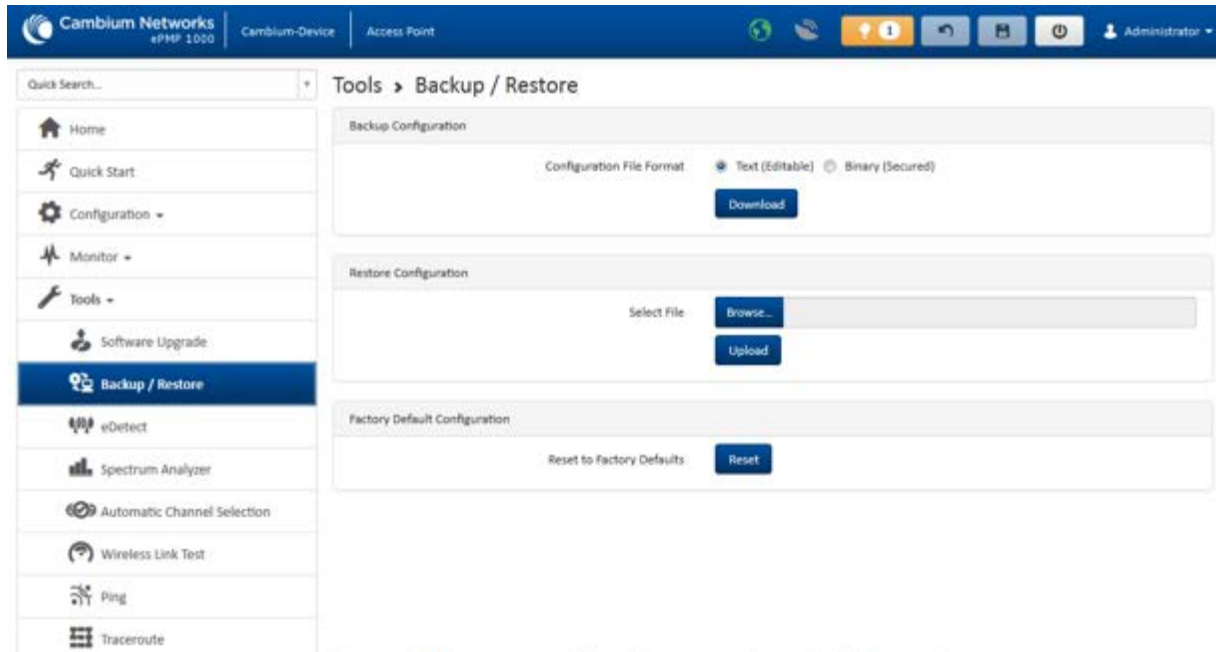 Cambium Networks
ePMP 1000
Cambium-Device
Access Point
1
Administrator
Quick Search...
Tools > Backup / Restore
Home
Quick Start
Configuration
Monitor
Tools
Software Upgrade
Backup / Restore
eDetect
Spectrum Analyzer
Automatic Channel Selection
Wireless Link Test
Ping
Traceroute
Backup Configuration
Configuration File Format
Text (Editable)
Binary (Secured)
Download
Restore Configuration
Select File
Browse...
Upload
Factory Default Configuration
Reset to Factory Defaults
Reset